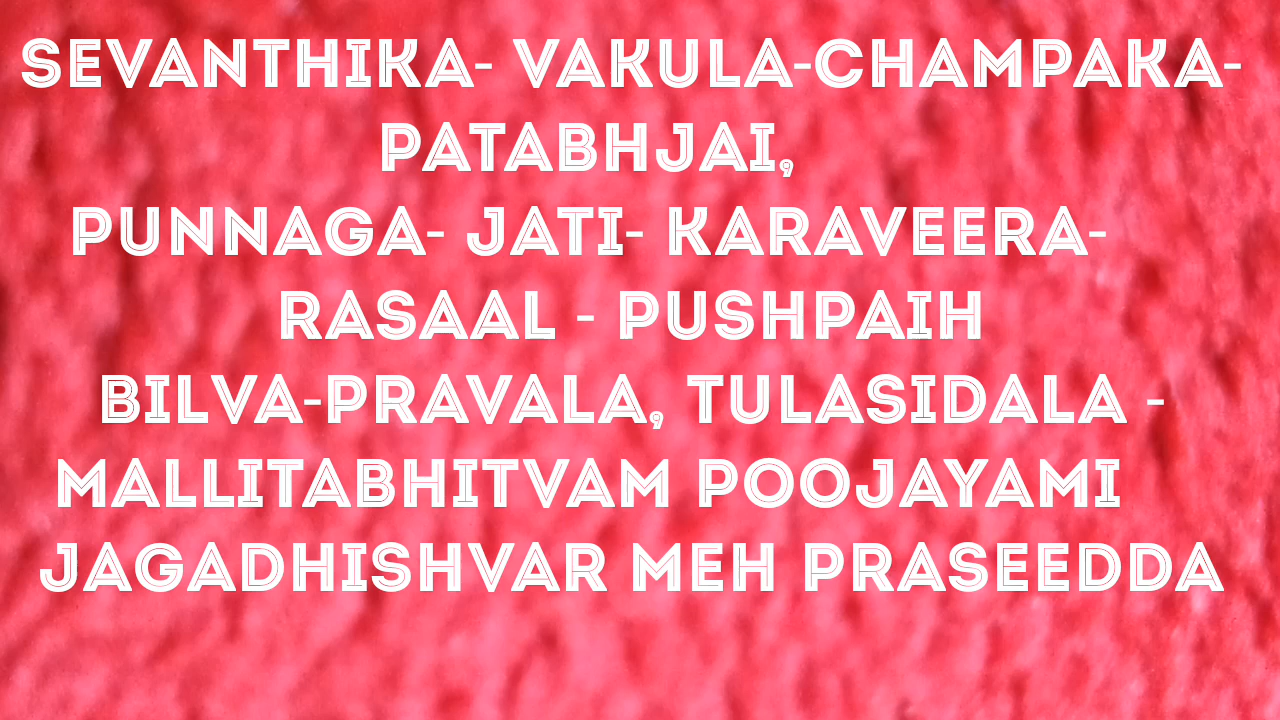 SEVANTHIKA- VAKULA-CHAMPAKA-
PATABHJAI,
PUNNAGA- JATI- KARAVEERA-
RASAAL - PUSHPAIH
BILVA-PRAVALA, TULASIDALA -
MALLITABHITVAM POOJAYAMI
JAGADHISHVAR MEH PRASEEDDA